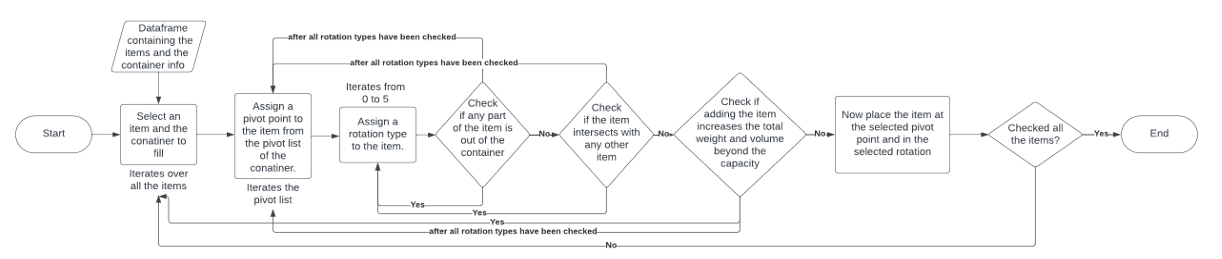 Dataframe
containing the
items and the
container info
after all rotation types have been checked
after all rotation types have been checked
Start
Select an
item and the
conatiner to
fill
Iterates over
all the items
Assign a
pivot point to
the item from
the pivot list
of the
conatiner.
Iterates the
pivot list
Iterates from
0 to 5
Assign a
rotation type
to the item.
Check
if any part
of the item is
out of the
container
No
Check
if the item
intersects with
any other
item
No
Check if
adding the item
increases the total
weight and volume
beyond the
capacity
No
Now place the item at
the selected pivot
point and in the
selected rotation
Checked all
the items?
Yes
End
Yes
Yes
Yes
after all rotation types have been checked
No